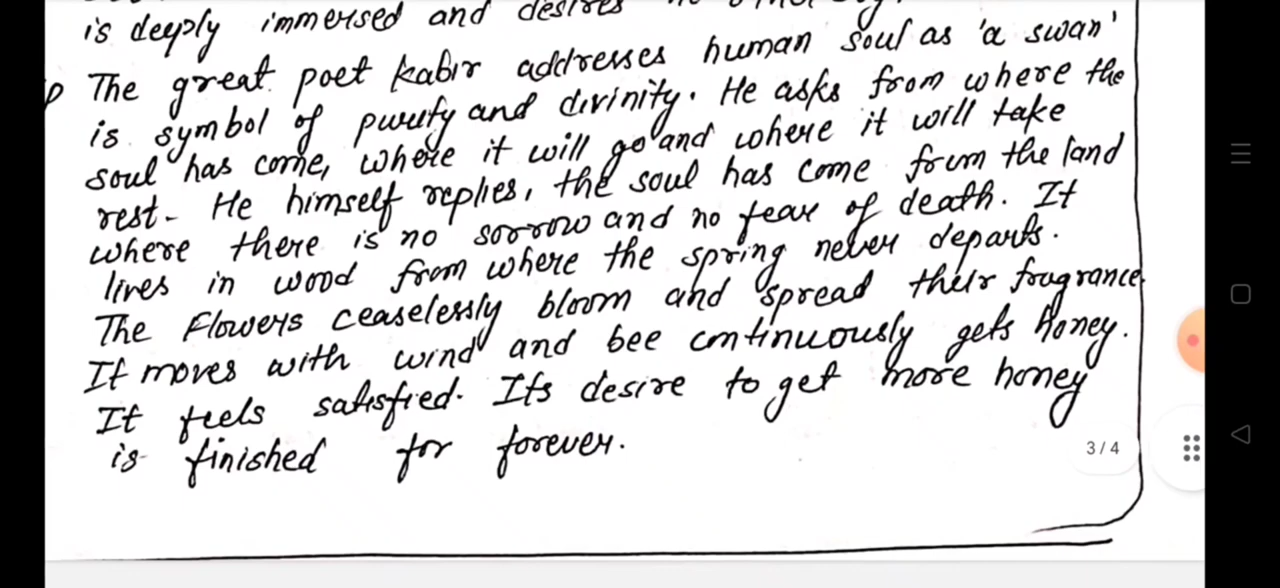 is deeply immersed and desires
The great poet Kabir addresses human soul as 'a swan'
is symbol of purity and divinity. He asks from where the
soul has come, where it will go and where it will take
rest- He himself replies, the soul has come from the land
where there is no sorrow and no fear of death. It
lives in wood from where the spring never departs.
The Flowers ceaselessly bloom and spread their fragrance.
It moves with wind and bee continuously gets honey.
It feels satisfied. Its desire to get more honey
is finished for forever.
3/4